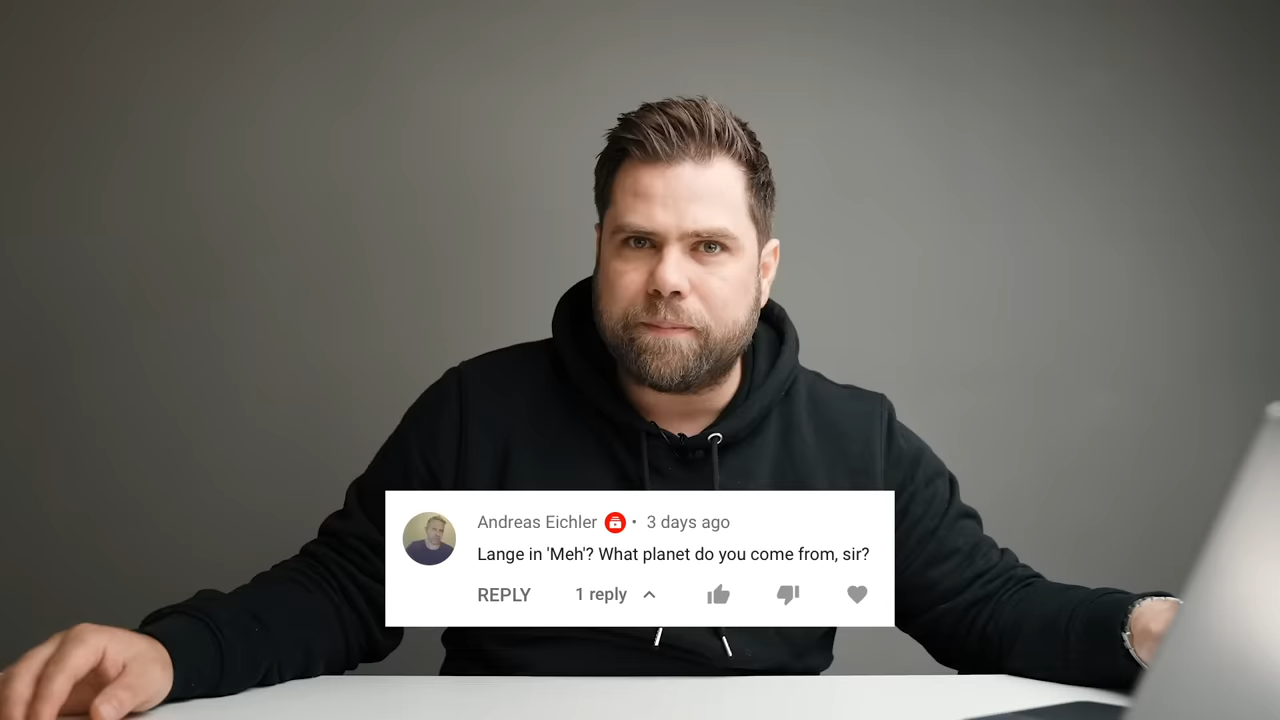 Andreas Eichler • 3 days ago
Lange in 'Meh'? What planet do you come from, sir?
REPLY 1 reply